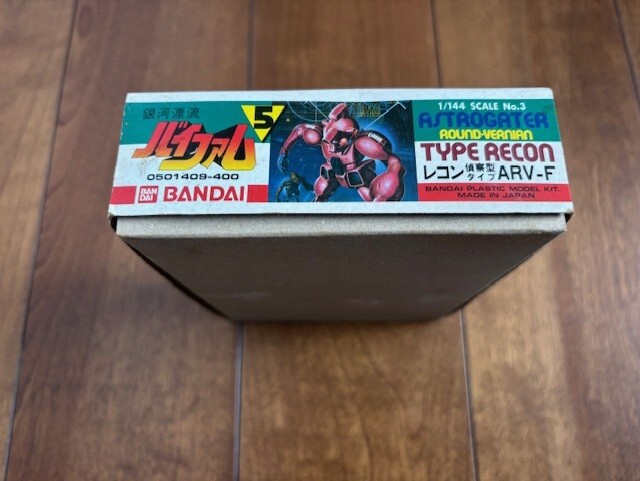 銀河漂流
バイファム
5
0501409-400
BAN
DAI
BANDAI
1/144 SCALE No.3
ASTROGATER
ROUND-VERNIAN
TYPE RECON
レコン 偵察型タイプ ARV-F
BANDAI PLASTIC MODEL KIT.
MADE IN JAPAN